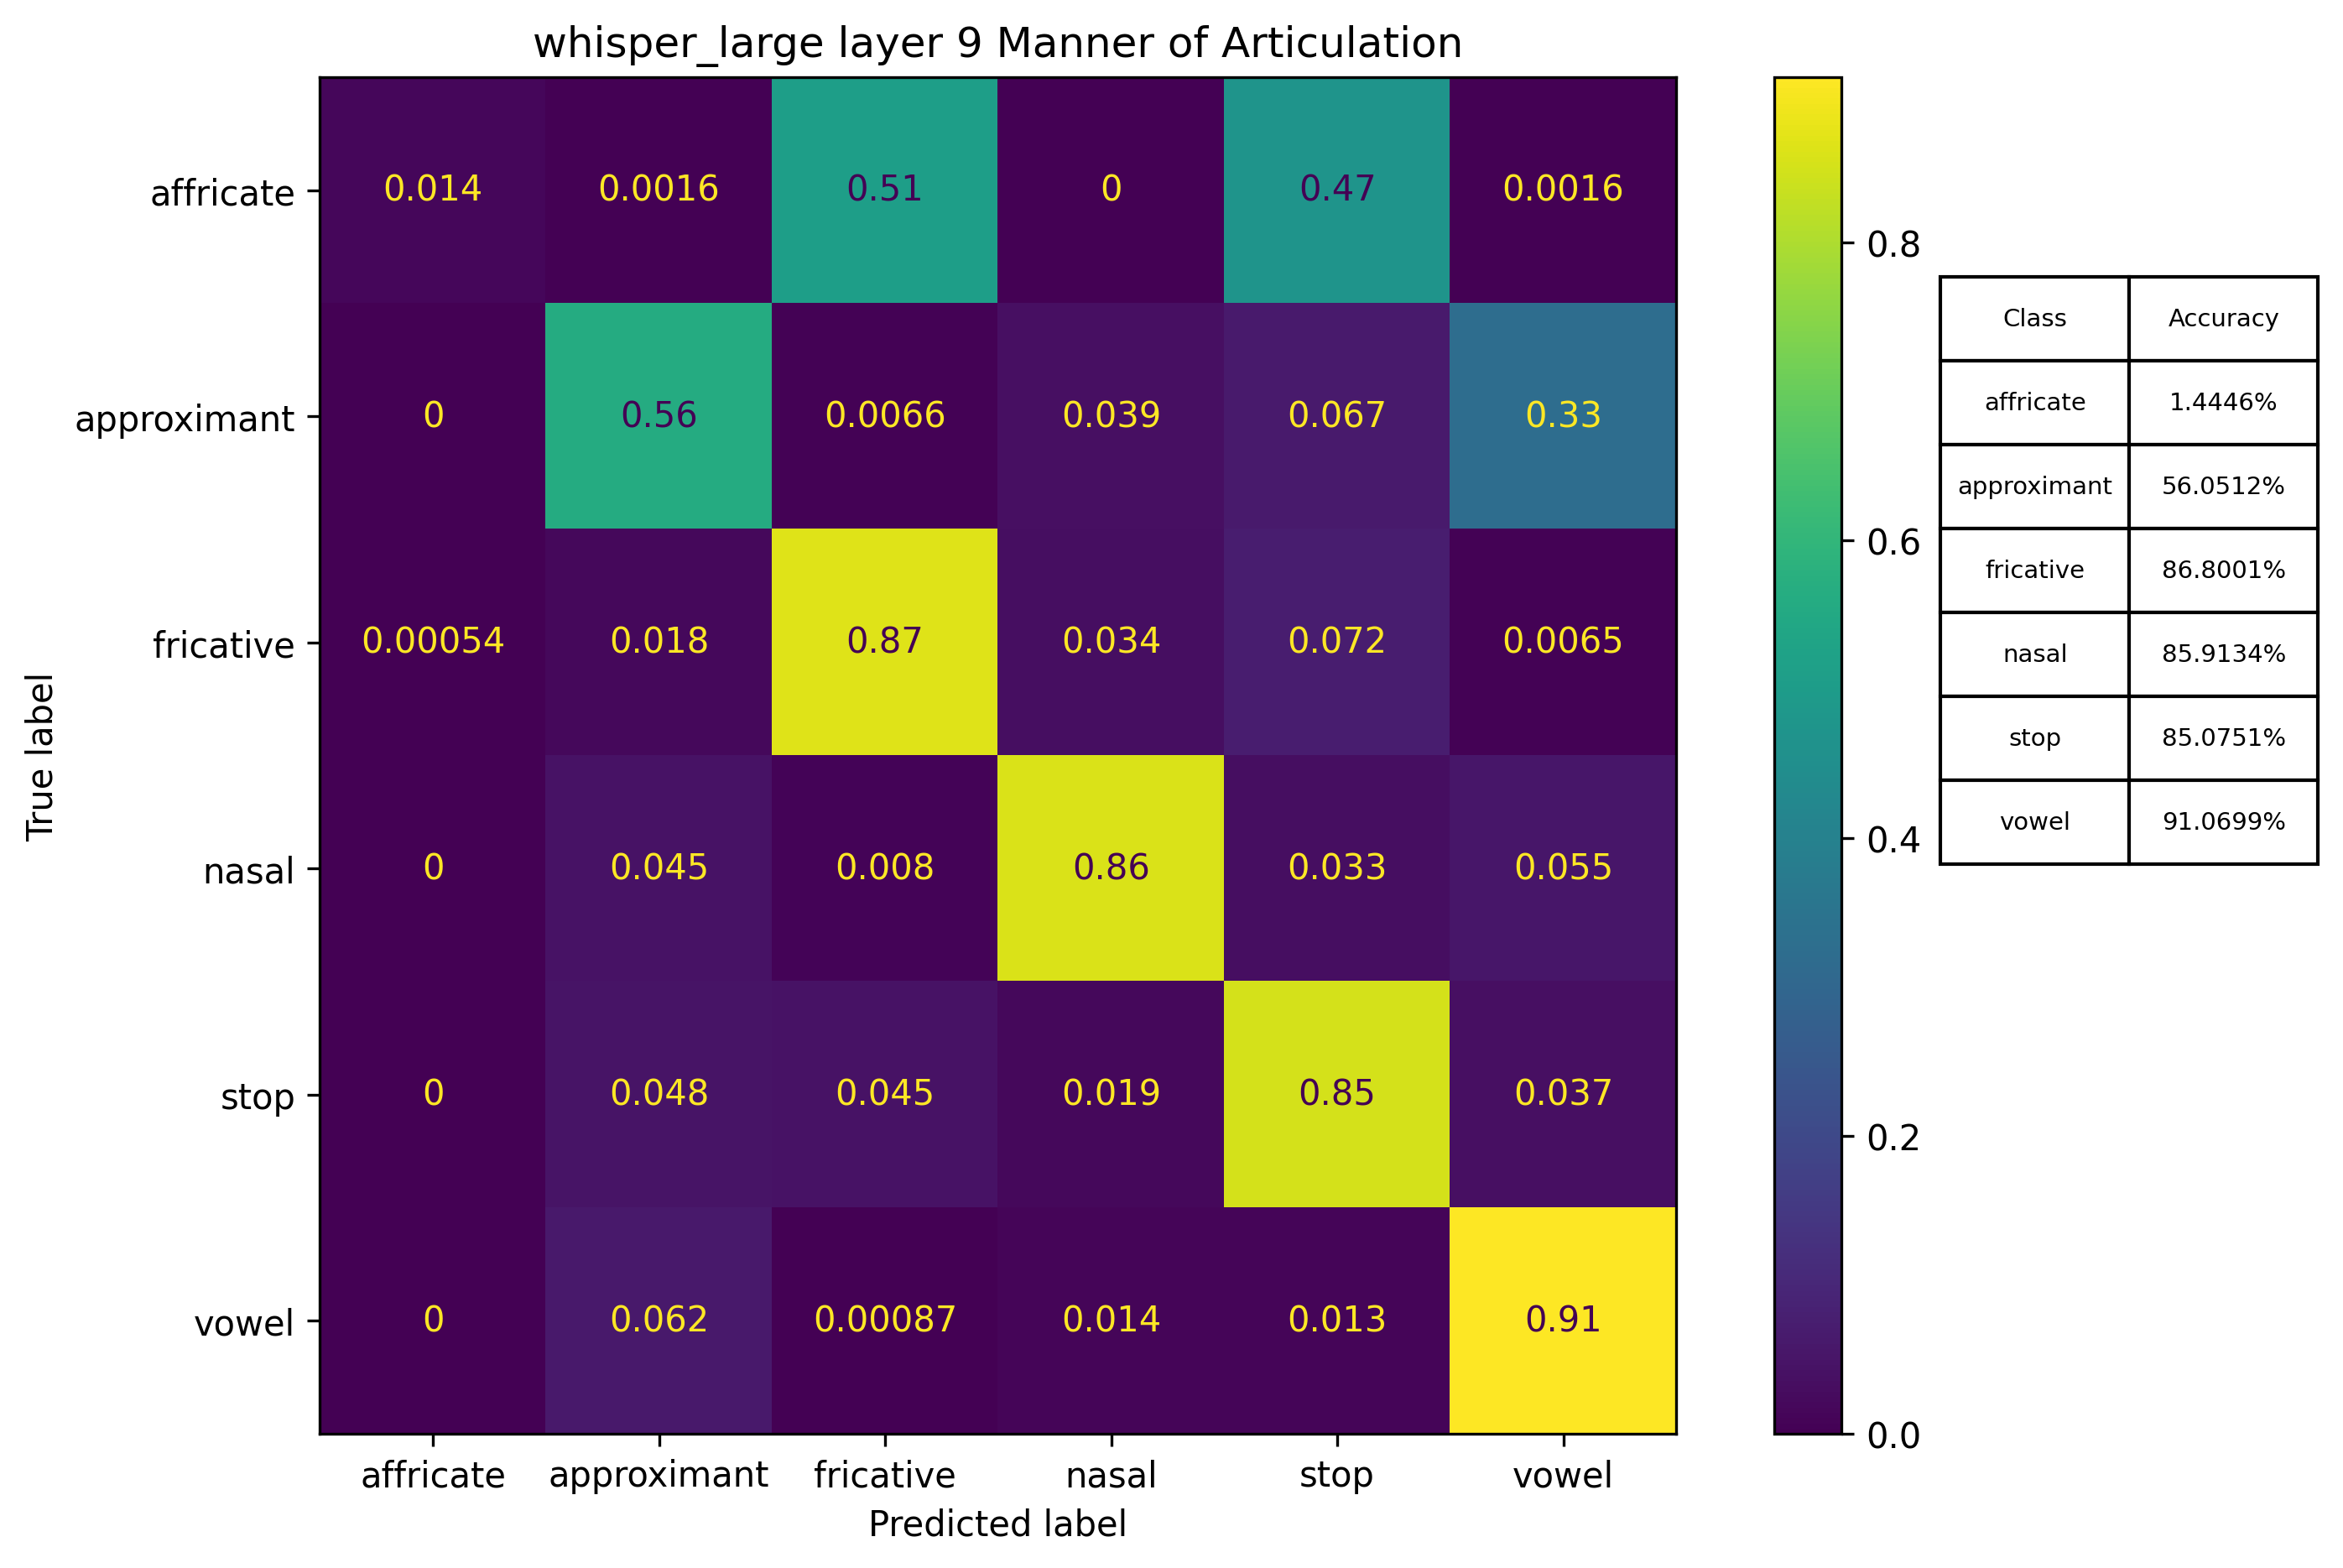 whisper_large layer 9 Manner of Articulation
True label
affricate 0.014 0.0016 0.51 0 0.47 0.0016
approximant 0 0.56 0.0066 0.039 0.067 0.33
fricative 0.00054 0.018 0.87 0.034 0.072 0.0065
nasal 0 0.045 0.008 0.86 0.033 0.055
stop 0 0.048 0.045 0.019 0.85 0.037
vowel 0 0.062 0.00087 0.014 0.013 0.91
affricate approximant fricative nasal stop vowel
Predicted label
0.8
0.6
0.4
0.2
0.0
Class Accuracy
affricate 1.4446%
approximant 56.0512%
fricative 86.8001%
nasal 85.9134%
stop 85.0751%
vowel 91.0699%